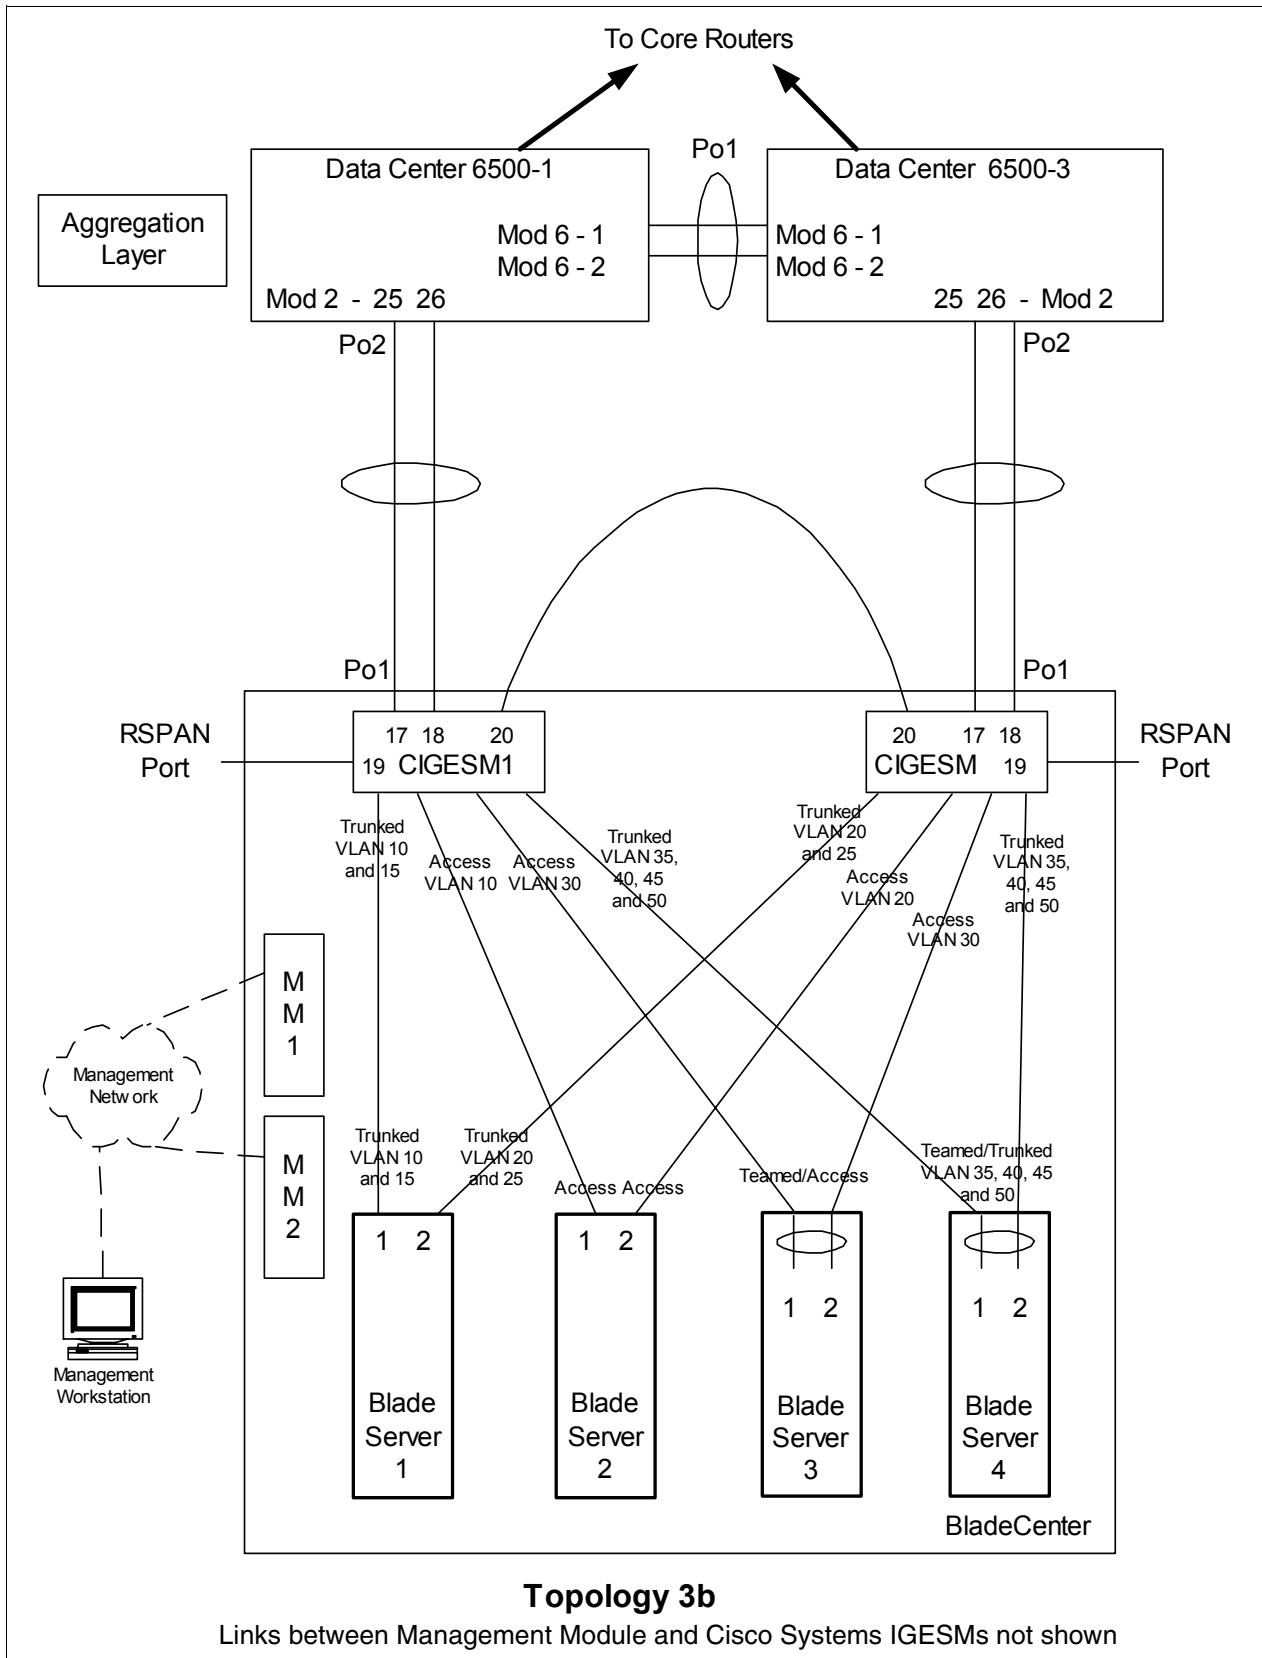 To Core Routers
Data Center 6500-1
Po1
Data Center 6500-3
Aggregation
Layer
Mod 6 - 1
Mod 6 - 2
Mod 6 - 1
Mod 6 - 2
Mod 2 - 25 26
25 26 - Mod 2
Po2
Po2
Po1
Po1
RSPAN
Port
17 18 20
19 CIGESM1
20 17 18
CIGESM 19
RSPAN
Port
Trunked
VLAN 10
and 15
Access
VLAN 10
Access
VLAN 30
Trunked
VLAN 35,
40, 45
and 50
Trunked
VLAN 20
and 25
Access
VLAN 20
Access
VLAN 30
Trunked
VLAN 35,
40, 45
and 50
M
M
1
Management
Network
M
M
2
Trunked
VLAN 10
and 15
Trunked
VLAN 20
and 25
Access Access
Teamed/Access
Teamed/Trunked
VLAN 35, 40, 45
and 50
1 2
1 2
1 2
1 2
Management
Workstation
Blade
Server
1
Blade
Server
2
Blade
Server
3
Blade
Server
4
BladeCenter
Topology 3b
Links between Management Module and Cisco Systems IGESMs not shown